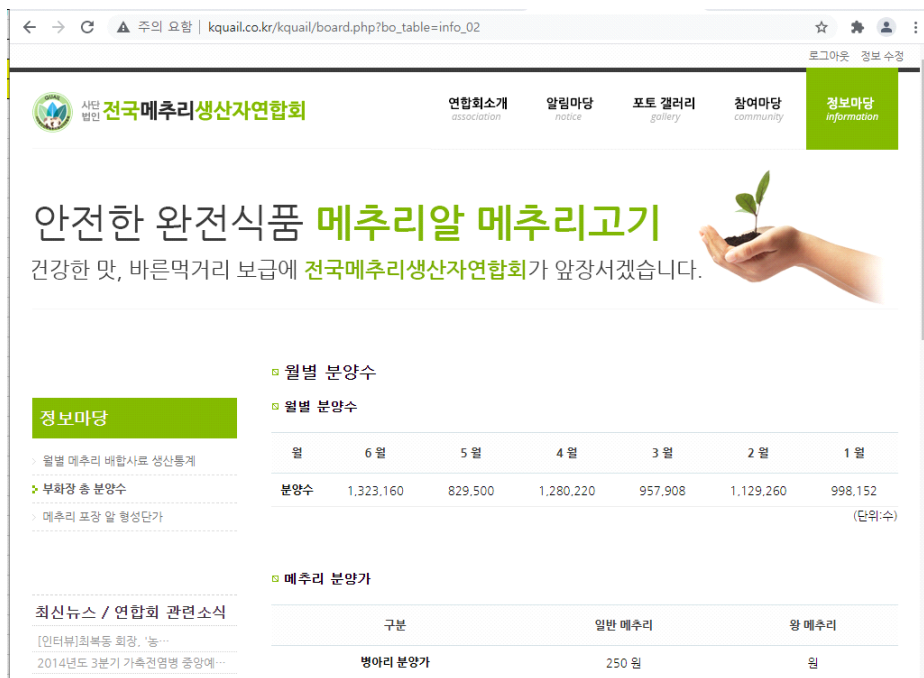 주의 요함 | kquail.co.kr/kquail/board.php?bo_table=info_02
로그아웃 정보 수정
사단법인 전국메추리생산자연합회
연합회소개 알림마당 포토 갤러리 참여마당 정보마당
association notice gallery community information
안전한 완전식품 메추리알 메추리고기
건강한 맛, 바른먹거리 보급에 전국메추리생산자연합회가 앞장서겠습니다.
월별 분양수
정보마당
월별 메추리 배합사료 생산통계
부화장 총 분양수
메추리 포장 알 형성단가
월별 분양수
월 6 월 5 월 4 월 3 월 2 월 1 월
분양수 1,323,160 829,500 1,280,220 957,908 1,129,260 998,152
(단위:수)
최신뉴스 / 연합회 관련소식
[인터뷰]최복동 회장, '농…
2014년도 3분기 가축전염병 중앙예…
메추리 분양가
구분 일반 메추리 왕 메추리
병아리 분양가 250 원 원